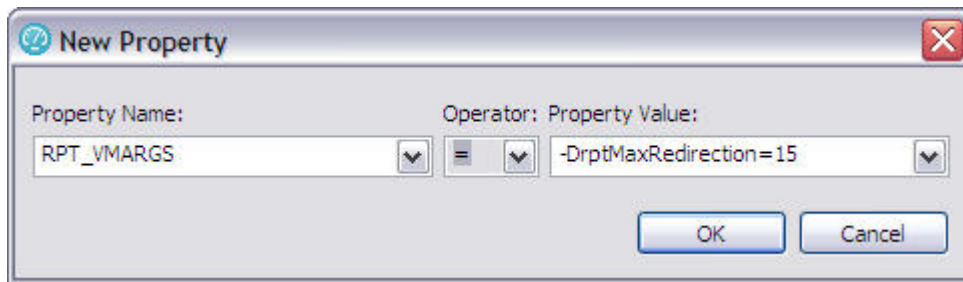 New Property
Property Name: Operator: Property Value:
RPT_VMARGS = -DrptMaxRedirection=15
OK Cancel